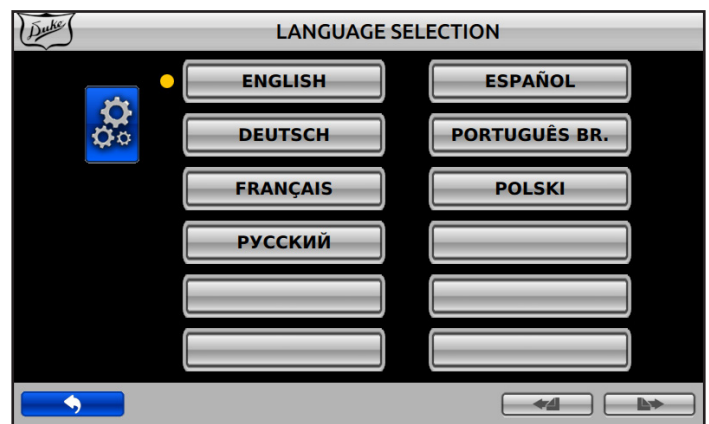 Duke
LANGUAGE SELECTION
ENGLISH
ESPAÑOL
DEUTSCH
PORTUGUÊS BR.
FRANÇAIS
POLSKI
РУССКИЙ